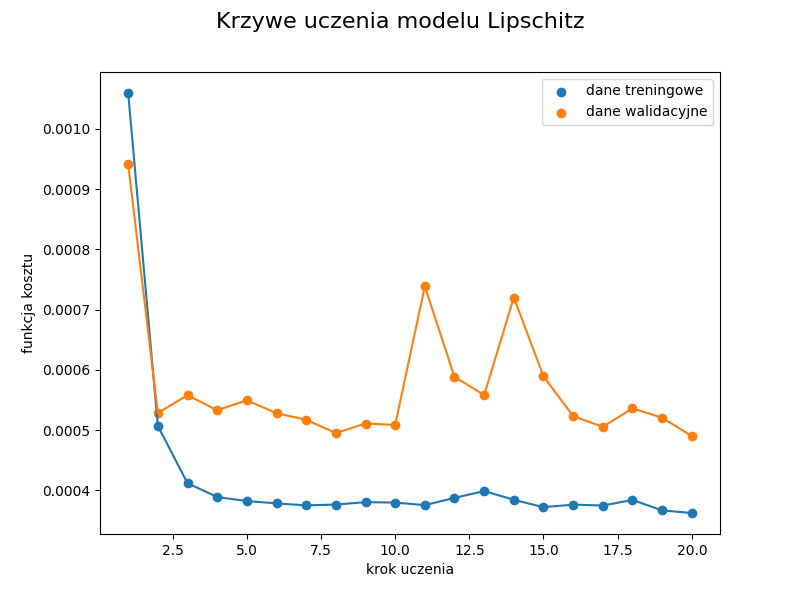 Krzywe uczenia modelu Lipschitz
dane treningowe
dane walidacyjne
funkcja kosztu
0.0010
0.0009
0.0008
0.0007
0.0006
0.0005
0.0004
2.5 5.0 7.5 10.0 12.5 15.0 17.5 20.0
krok uczenia